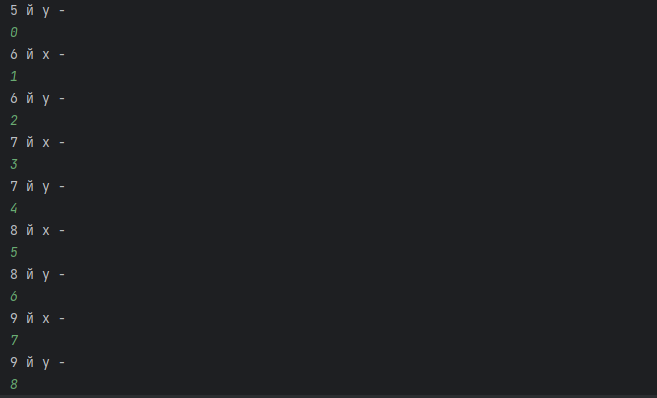 5 й у -
0
6 й х -
1
6 й у -
2
7 й х -
3
7 й у -
4
8 й х -
5
8 й у -
6
9 й х -
7
9 й у -
8